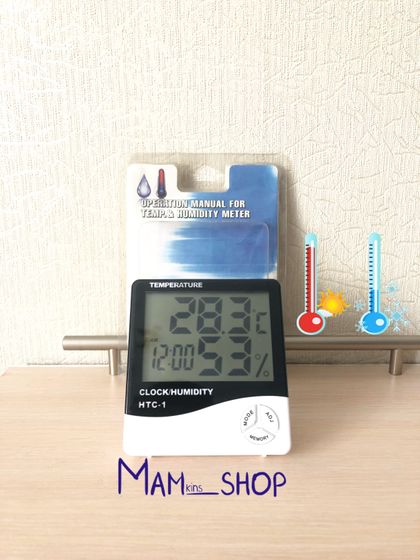 OPERATION MANUAL FOR
TEMP.& HUMIDITY METER
TEMPERATURE
28.3°C
12:00 53%
CLOCK/HUMIDITY
HTC-1
MODE ADJ
MEMORY
MAMkins_SHOP